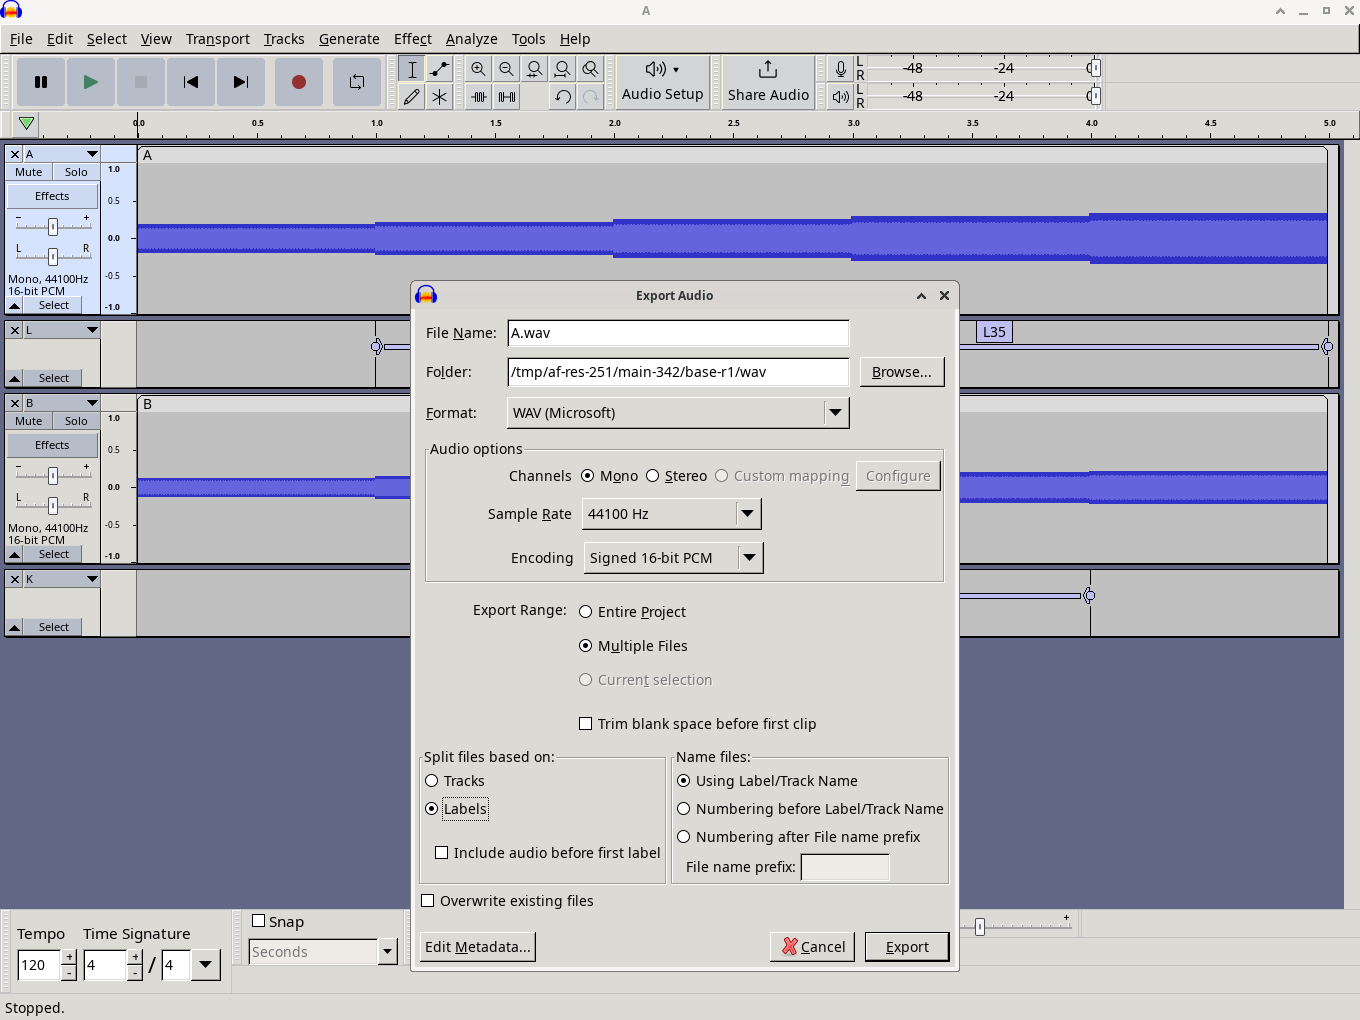 A
File Edit Select View Transport Tracks Generate Effect Analyze Tools Help
Audio Setup
Share Audio
L
R
-48 -24 0
L
R
-48 -24 0
0.0 0.5 1.0 1.5 2.0 2.5 3.0 3.5 4.0 4.5 5.0
A
Mute Solo
Effects
- +
L R
Mono, 44100Hz
16-bit PCM
Select
1.0
0.5
0.0
-0.5
-1.0
A
L
Select
L35
B
Mute Solo
Effects
- +
L R
Mono, 44100Hz
16-bit PCM
Select
1.0
0.5
0.0
-0.5
-1.0
B
K
Select
Export Audio
File Name: A.wav
Folder: /tmp/af-res-251/main-342/base-r1/wav Browse...
Format: WAV (Microsoft)
Audio options
Channels Mono Stereo Custom mapping Configure
Sample Rate 44100 Hz
Encoding Signed 16-bit PCM
Export Range: Entire Project
Multiple Files
Current selection
Trim blank space before first clip
Split files based on:
Tracks
Labels
Include audio before first label
Name files:
Using Label/Track Name
Numbering before Label/Track Name
Numbering after File name prefix
File name prefix:
Overwrite existing files
Edit Metadata... Cancel Export
Tempo
120 + -
Time Signature
4 + - / 4
Snap
Seconds
+
Stopped.